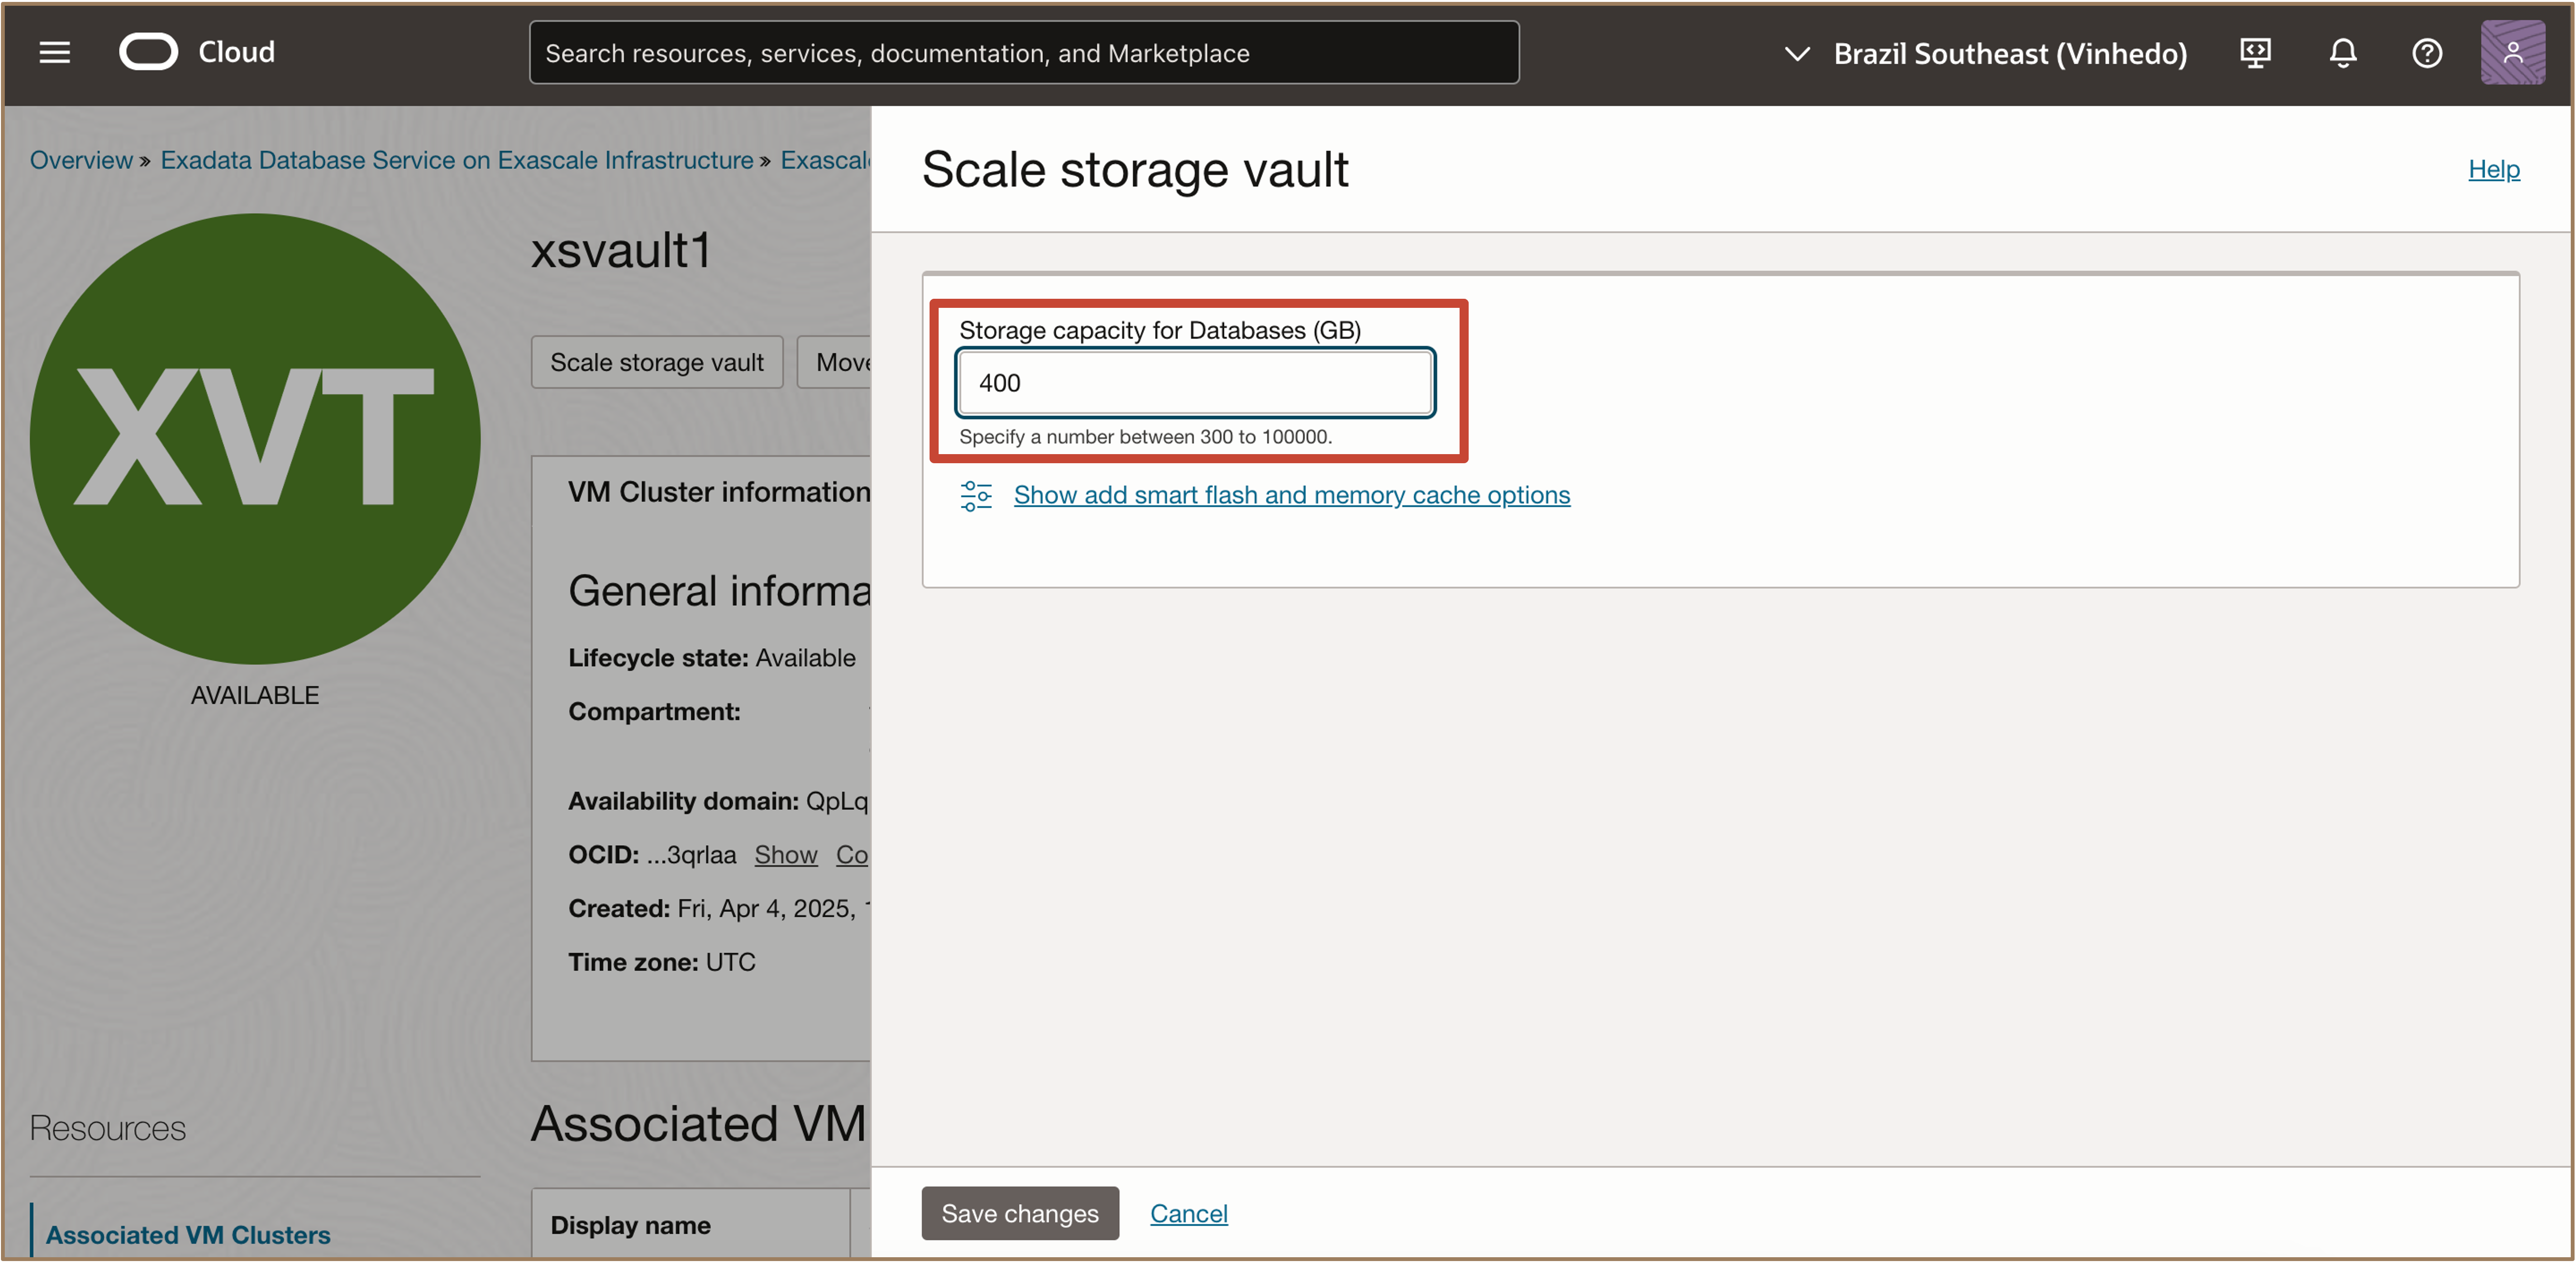 Cloud
Search resources, services, documentation, and Marketplace
Brazil Southeast (Vinhedo)
Overview » Exadata Database Service on Exascale Infrastructure » Exascal
XVT
AVAILABLE
xsvault1
Scale storage vault
Move
VM Cluster information
General informa
Lifecycle state: Available
Compartment:
Availability domain: QpLq
OCID: ...3qrlaa Show Co
Created: Fri, Apr 4, 2025,
Time zone: UTC
Resources
Associated VM Clusters
Associated VM
Display name
Scale storage vault
Help
Storage capacity for Databases (GB)
400
Specify a number between 300 to 100000.
Show add smart flash and memory cache options
Save changes
Cancel